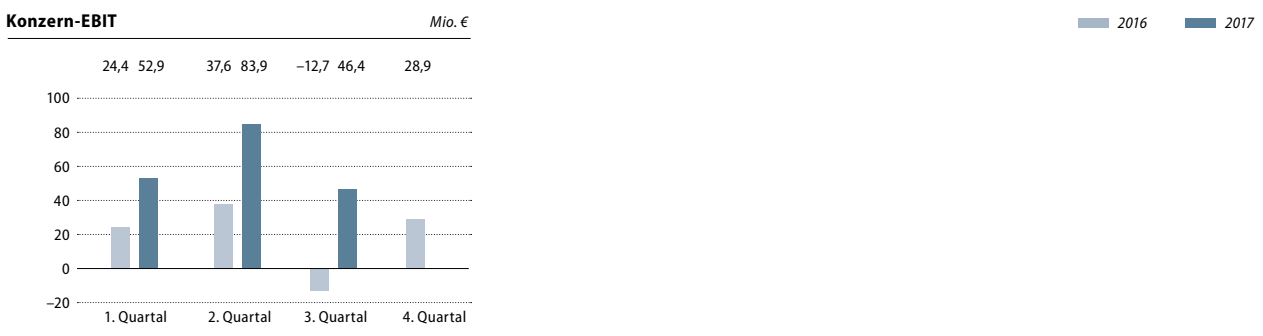 Konzern-EBIT Mio. € 2016 2017
24,4 52,9 37,6 83,9 –12,7 46,4 28,9
100
80
60
40
20
0
–20
1. Quartal 2. Quartal 3. Quartal 4. Quartal